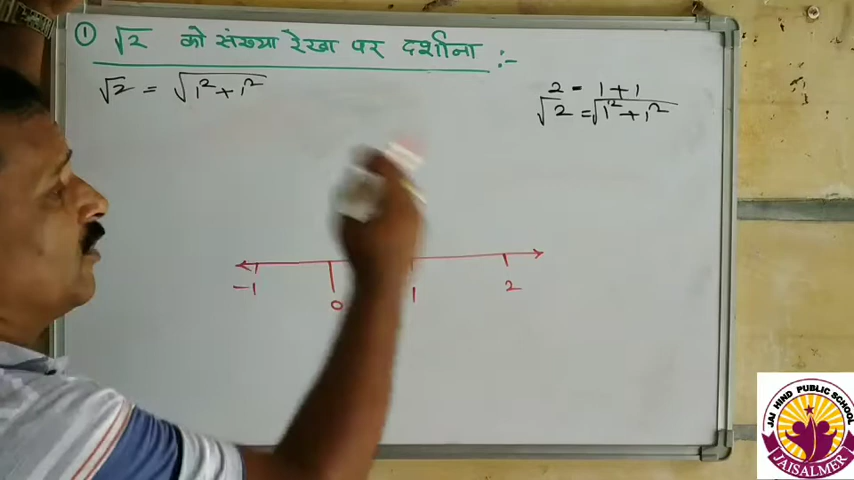 ① √2 को संख्या रेखा पर दर्शाना :-
√2 = √1²+1²
2 = 1+1
√2 = √1²+1²
-1 0 1 2
JAI HIND PUBLIC SCHOOL
JAISALMER